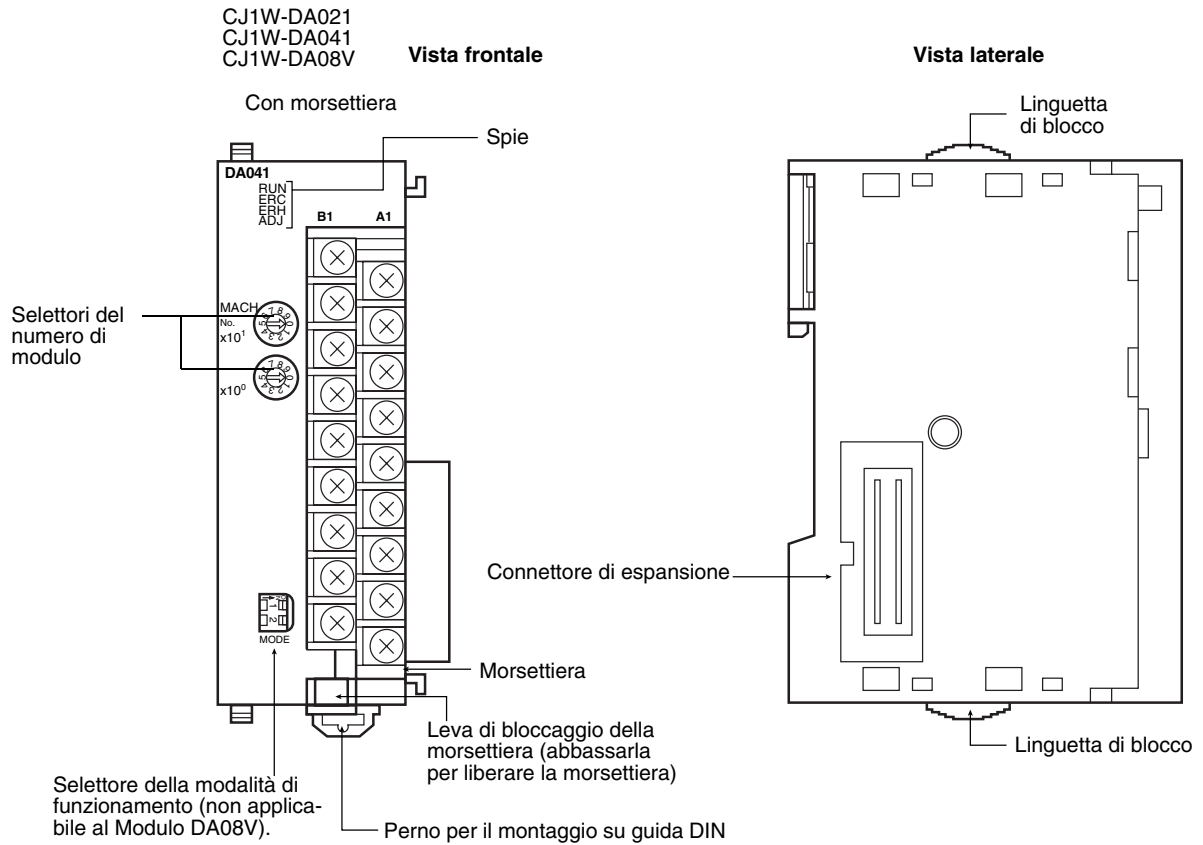 CJ1W-DA021
CJ1W-DA041
CJ1W-DA08V
Vista frontale
Vista laterale
Con morsettiera
Linguetta
di blocco
Spie
DA041
RUN
ERC
ERH
ADJ
B1
A1
Selettori del
numero di
modulo
MACH
No.
x10¹
x10⁰
Connettore di espansione
1
2
MODE
Morsettiera
Leva di bloccaggio della
morsettiera (abbassarla
per liberare la morsettiera)
Linguetta di blocco
Selettore della modalità di
funzionamento (non applica-
bile al Modulo DA08V).
Perno per il montaggio su guida DIN